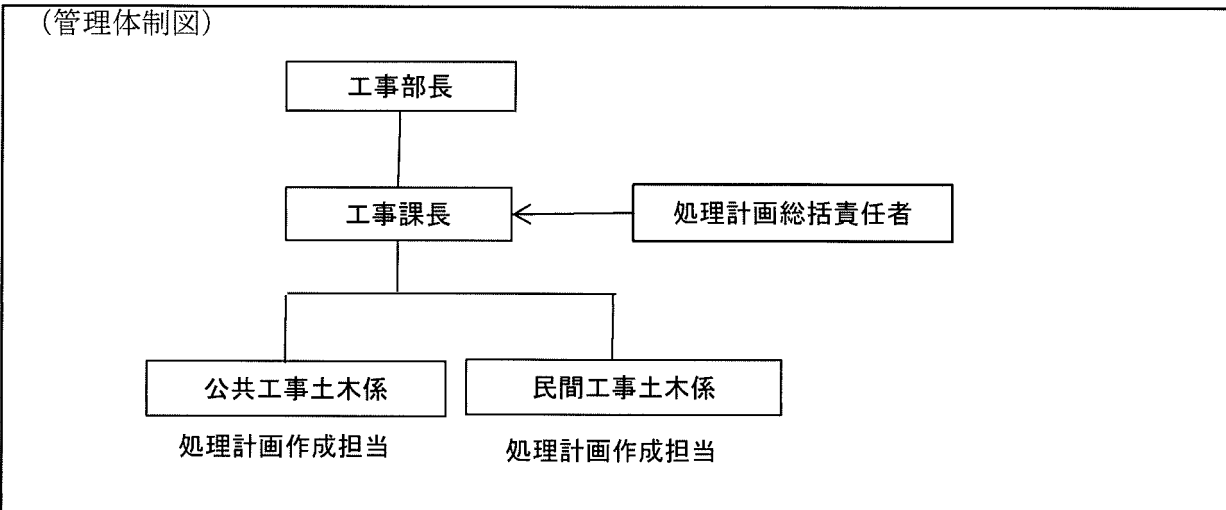 （管理体制図）
工事部長
工事課長
処理計画総括責任者
公共工事土木係
民間工事土木係
処理計画作成担当
処理計画作成担当